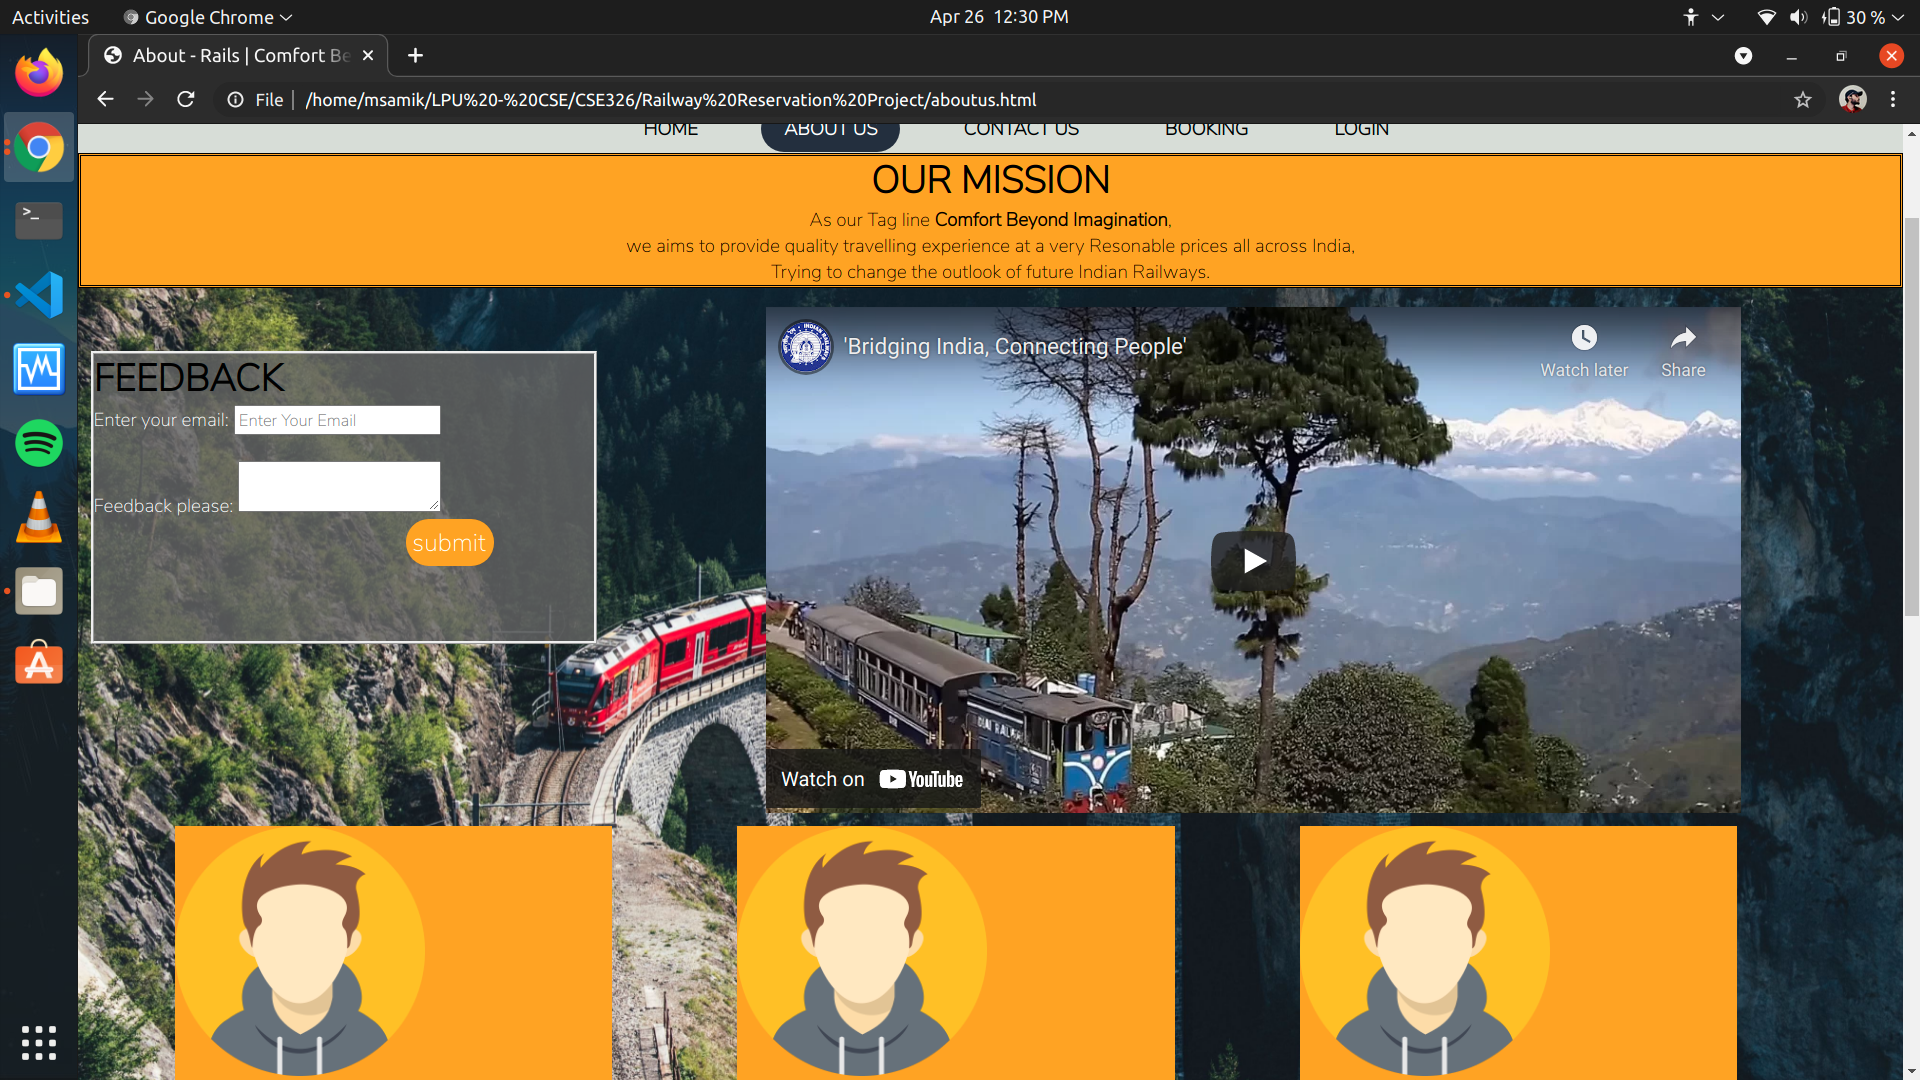 Activities
Google Chrome
Apr 26 12:30 PM
30 %
About - Rails | Comfort Be
File
/home/msamik/LPU%20-%20CSE/CSE326/Railway%20Reservation%20Project/aboutus.html
HOME
ABOUT US
CONTACT US
BOOKING
LOGIN
OUR MISSION
As our Tag line Comfort Beyond Imagination,
we aims to provide quality travelling experience at a very Resonable prices all across India,
Trying to change the outlook of future Indian Railways.
FEEDBACK
Enter your email: Enter Your Email
Feedback please:
submit
'Bridging India, Connecting People'
Watch later
Share
Watch on YouTube